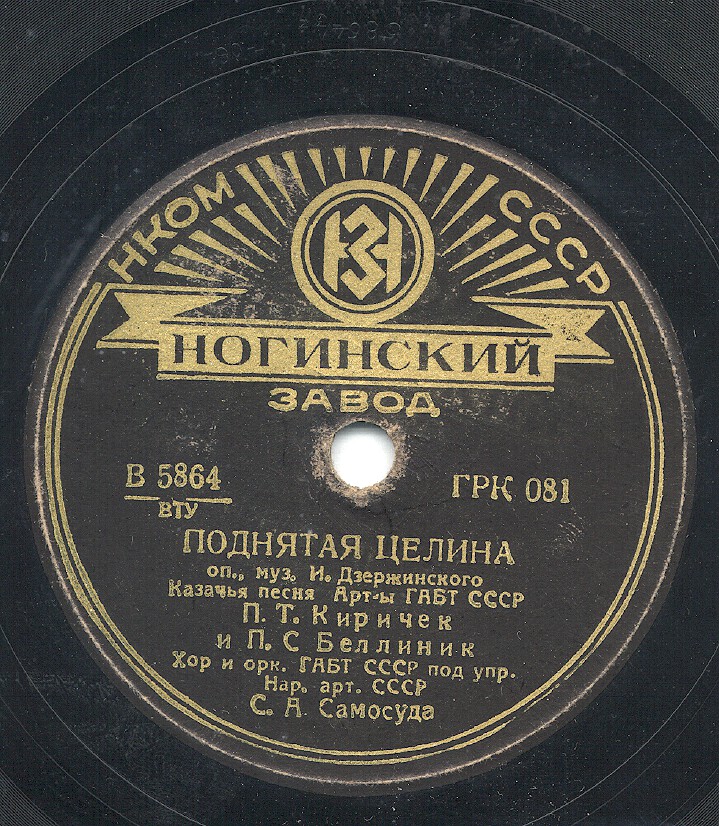 НКОМ СССР
НЗ
НОГИНСКИЙ
ЗАВОД
В 5864 ГРК 081
ВТУ
ПОДНЯТАЯ ЦЕЛИНА
оп., муз. И. Дзержинского
Казачья песня Арт-ы ГАБТ СССР
П. Т. Киричек
и П. С Беллиник
Хор и орк. ГАБТ СССР под упр.
Нар. арт. СССР
С. А. Самосуда